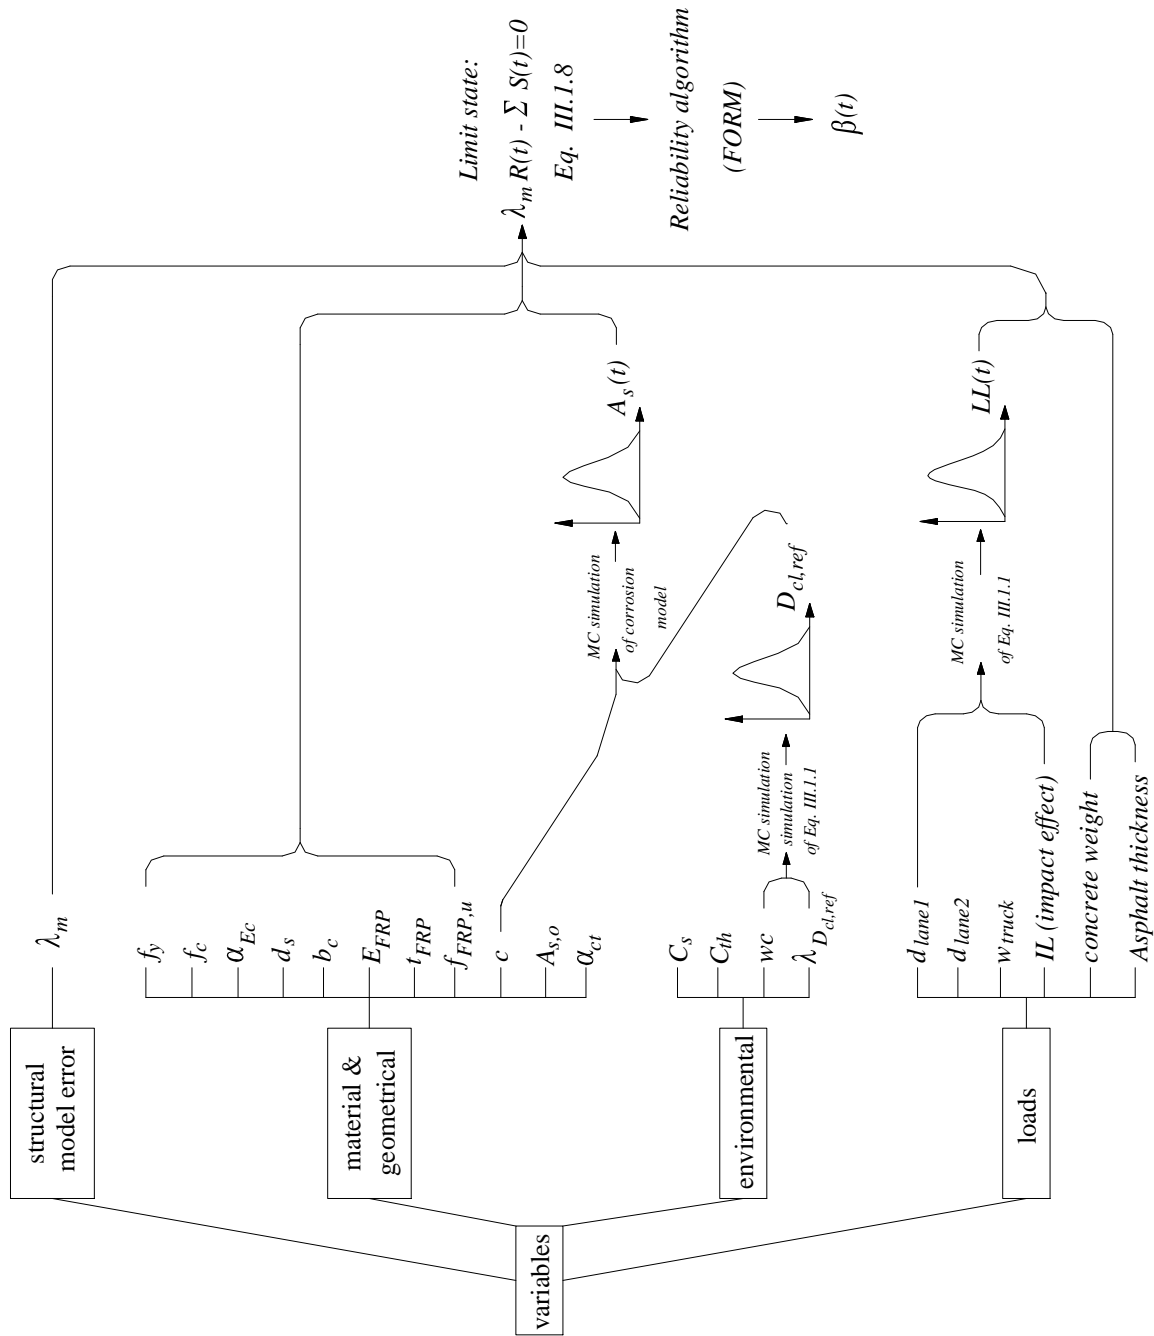 variables
structural
model error
material &
geometrical
environmental
loads
λm
fy
fc
αEc
ds
bc
EFRP
tFRP
fFRP,u
c
As,o
αct
Cs
Cth
wc
λDcl,ref
dlane1
dlane2
wtruck
IL (impact effect)
concrete weight
Asphalt thickness
MC simulation
simulation
of Eq. III.1.1
Dcl,ref
MC simulation
of corrosion
model
As(t)
MC simulation
of Eq. III.1.1
LL(t)
Limit state:
λm R(t) - Σ S(t)=0
Eq. III.1.8
Reliability algorithm
(FORM)
β(t)